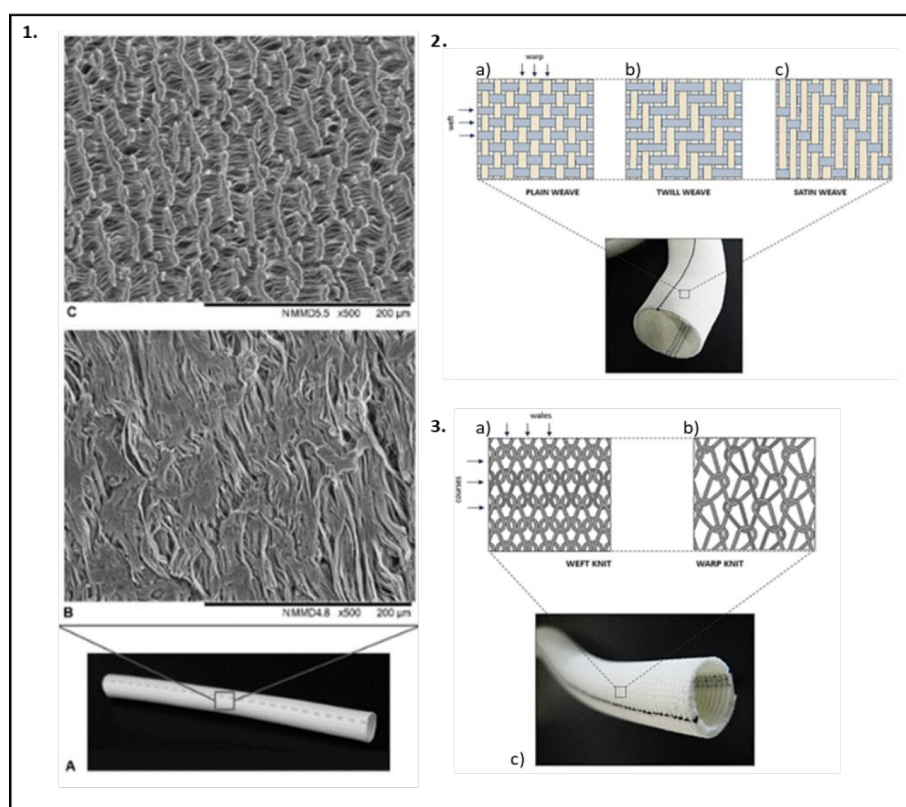 1.
C
NMMD5.5 x500 200 µm
B
NMMD4.8 x500 200 µm
A
2.
a) b) c)
warp
weft
PLAIN WEAVE TWILL WEAVE SATIN WEAVE
3.
a) b)
wales
courses
WEFT KNIT WARP KNIT
c)